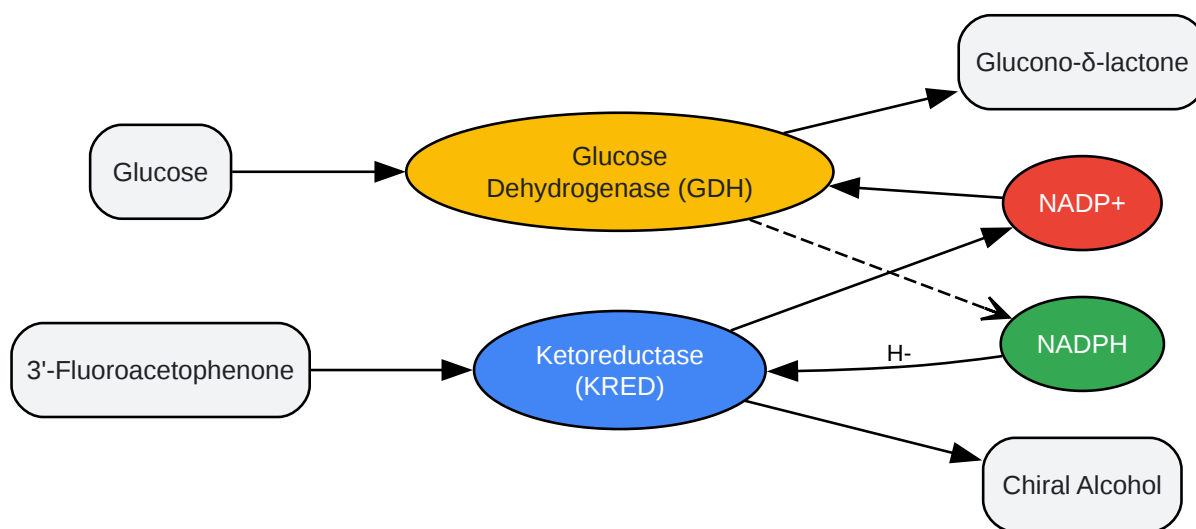 Glucono-δ-lactone
Glucose
Glucose
Dehydrogenase (GDH)
NADP+
3'-Fluoroacetophenone
Ketoreductase
(KRED)
H-
NADPH
Chiral Alcohol